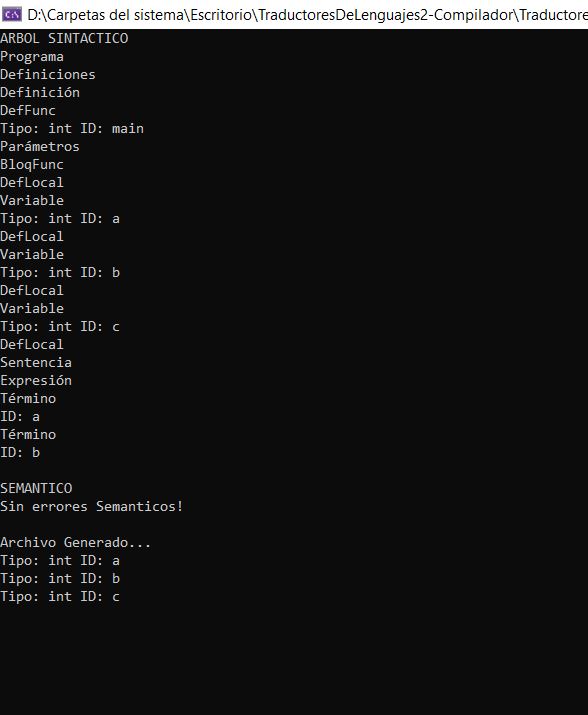 D:\Carpetas del sistema\Escritorio\TraductoresDeLenguajes2-Compilador\Traductore
ARBOL SINTACTICO
Programa
Definiciones
Definición
DefFunc
Tipo: int ID: main
Parámetros
BloqFunc
DefLocal
Variable
Tipo: int ID: a
DefLocal
Variable
Tipo: int ID: b
DefLocal
Variable
Tipo: int ID: c
DefLocal
Sentencia
Expresión
Término
ID: a
Término
ID: b
SEMANTICO
Sin errores Semanticos!
Archivo Generado...
Tipo: int ID: a
Tipo: int ID: b
Tipo: int ID: c